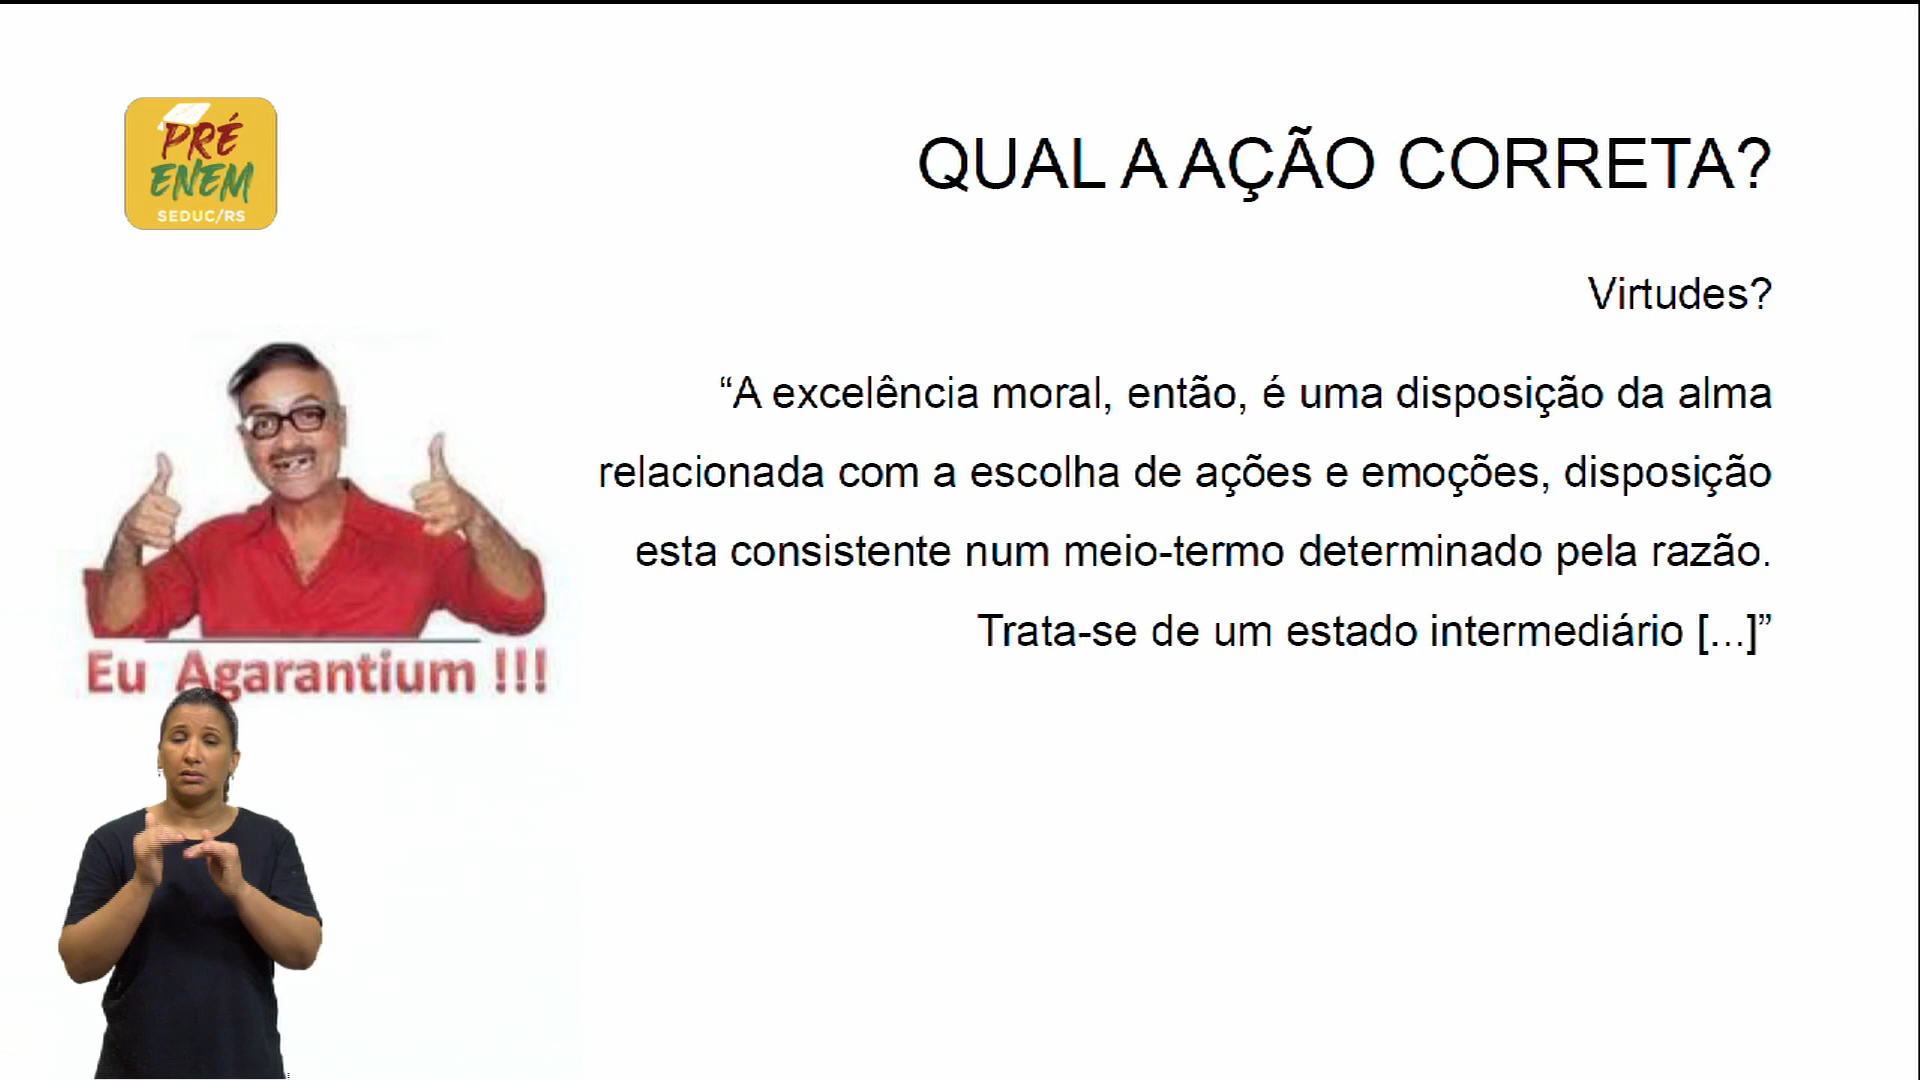 PRÉ
ENEM
SEDUC/RS
QUAL A AÇÃO CORRETA?
Virtudes?
“A excelência moral, então, é uma disposição da alma
relacionada com a escolha de ações e emoções, disposição
esta consistente num meio-termo determinado pela razão.
Trata-se de um estado intermediário [...]”
Eu Agarantium !!!